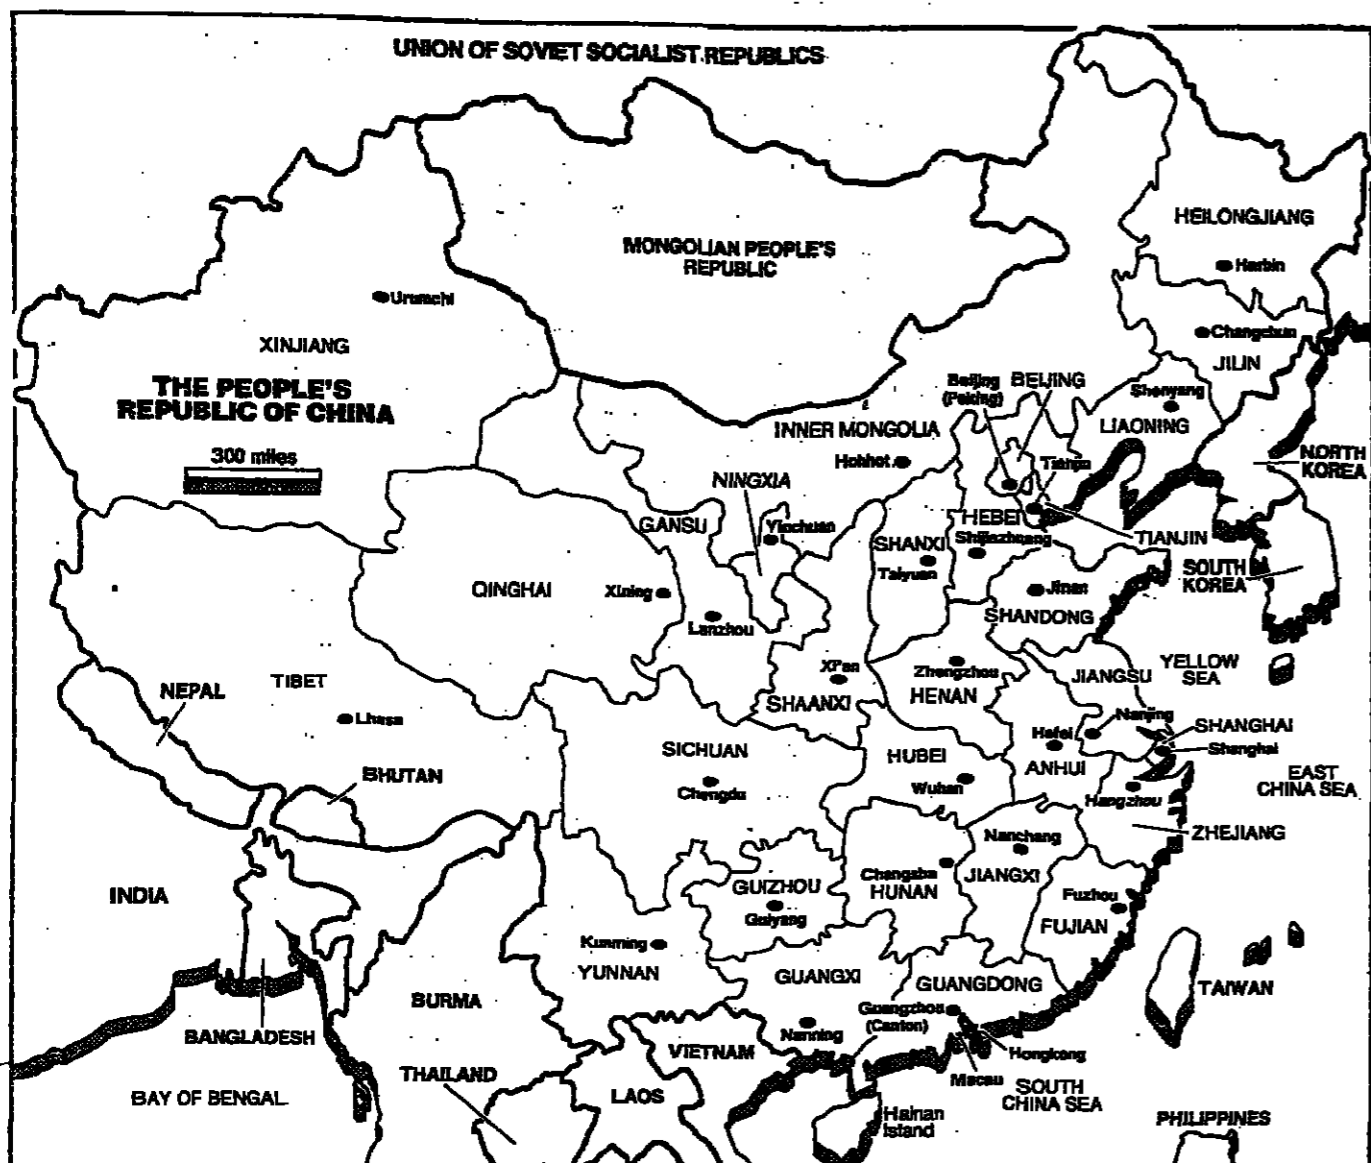 UNION OF SOVIET SOCIALIST REPUBLICS
HEILONGJIANG
MONGOLIAN PEOPLE'S
REPUBLIC
Harbin
Urumchi
Changchun
XINJIANG
JILIN
THE PEOPLE'S
REPUBLIC OF CHINA
Beijing
(Peking)
BEIJING
Shenyang
LIAONING
INNER MONGOLIA
300 miles
Hohhot
Tianjin
NORTH
KOREA
NINGXIA
GANSU
Yinchuan
HEBEI
SHANXI
Shijiazhuang
TIANJIN
Taiyuan
SOUTH
KOREA
QINGHAI
Xining
Jinan
Lanzhou
SHANDONG
Xi'an
Zhengzhou
JIANGSU
YELLOW
SEA
NEPAL
TIBET
SHAANXI
HENAN
Lhasa
Nanjing
SHANGHAI
Hefei
Shanghai
SICHUAN
HUBEI
ANHUI
BHUTAN
Chengdu
Wuhan
EAST
CHINA SEA
Hangzhou
ZHEJIANG
Nanchang
INDIA
GUIZHOU
Changsha
HUNAN
JIANGXI
Fuzhou
Guiyang
FUJIAN
Kunming
YUNNAN
GUANGXI
GUANGDONG
TAIWAN
BURMA
Guangzhou
(Canton)
BANGLADESH
Nanning
VIETNAM
Hongkong
THAILAND
Macau
BAY OF BENGAL
LAOS
SOUTH
CHINA SEA
Hainan
Island
PHILIPPINES